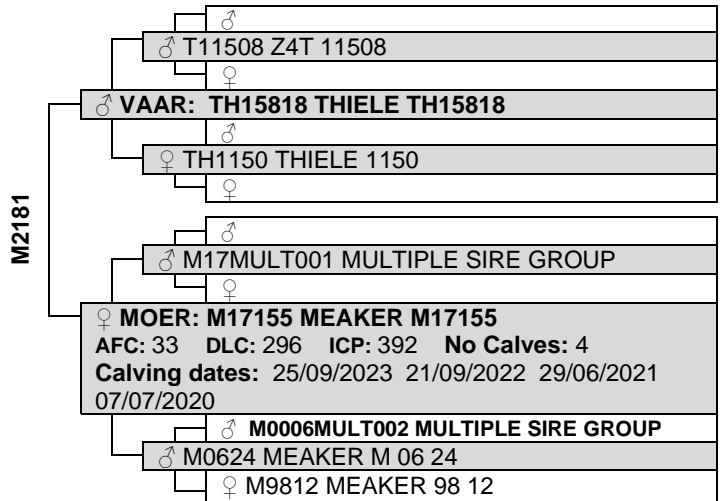 ♂
♂ T11508 Z4T 11508
♀
♂ VAAR: TH15818 THIELE TH15818
♂
♀ TH1150 THIELE 1150
♀
M2181
♂
♂ M17MULT001 MULTIPLE SIRE GROUP
♀
♀ MOER: M17155 MEAKER M17155
AFC: 33 DLC: 296 ICP: 392 No Calves: 4
Calving dates: 25/09/2023 21/09/2022 29/06/2021
07/07/2020
♂ M0006MULT002 MULTIPLE SIRE GROUP
♂ M0624 MEAKER M 06 24
♀ M9812 MEAKER 98 12